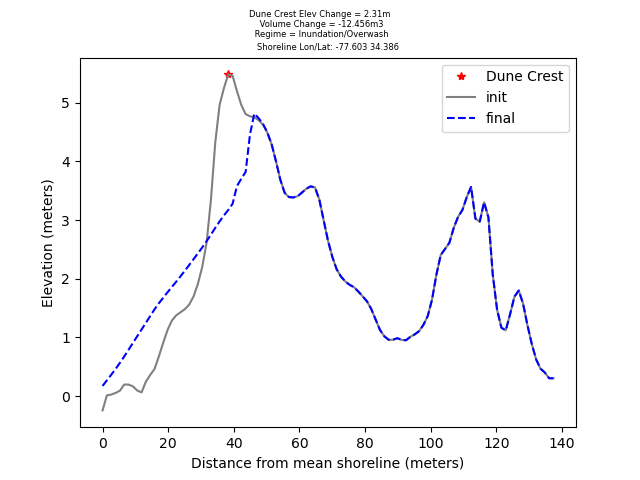 Dune Crest Elev Change = 2.31m
Volume Change = -12.456m3
Regime = Inundation/Overwash
Shoreline Lon/Lat: -77.603 34.386
Dune Crest
init
final
Elevation (meters)
5
4
3
2
1
0
0 20 40 60 80 100 120 140
Distance from mean shoreline (meters)